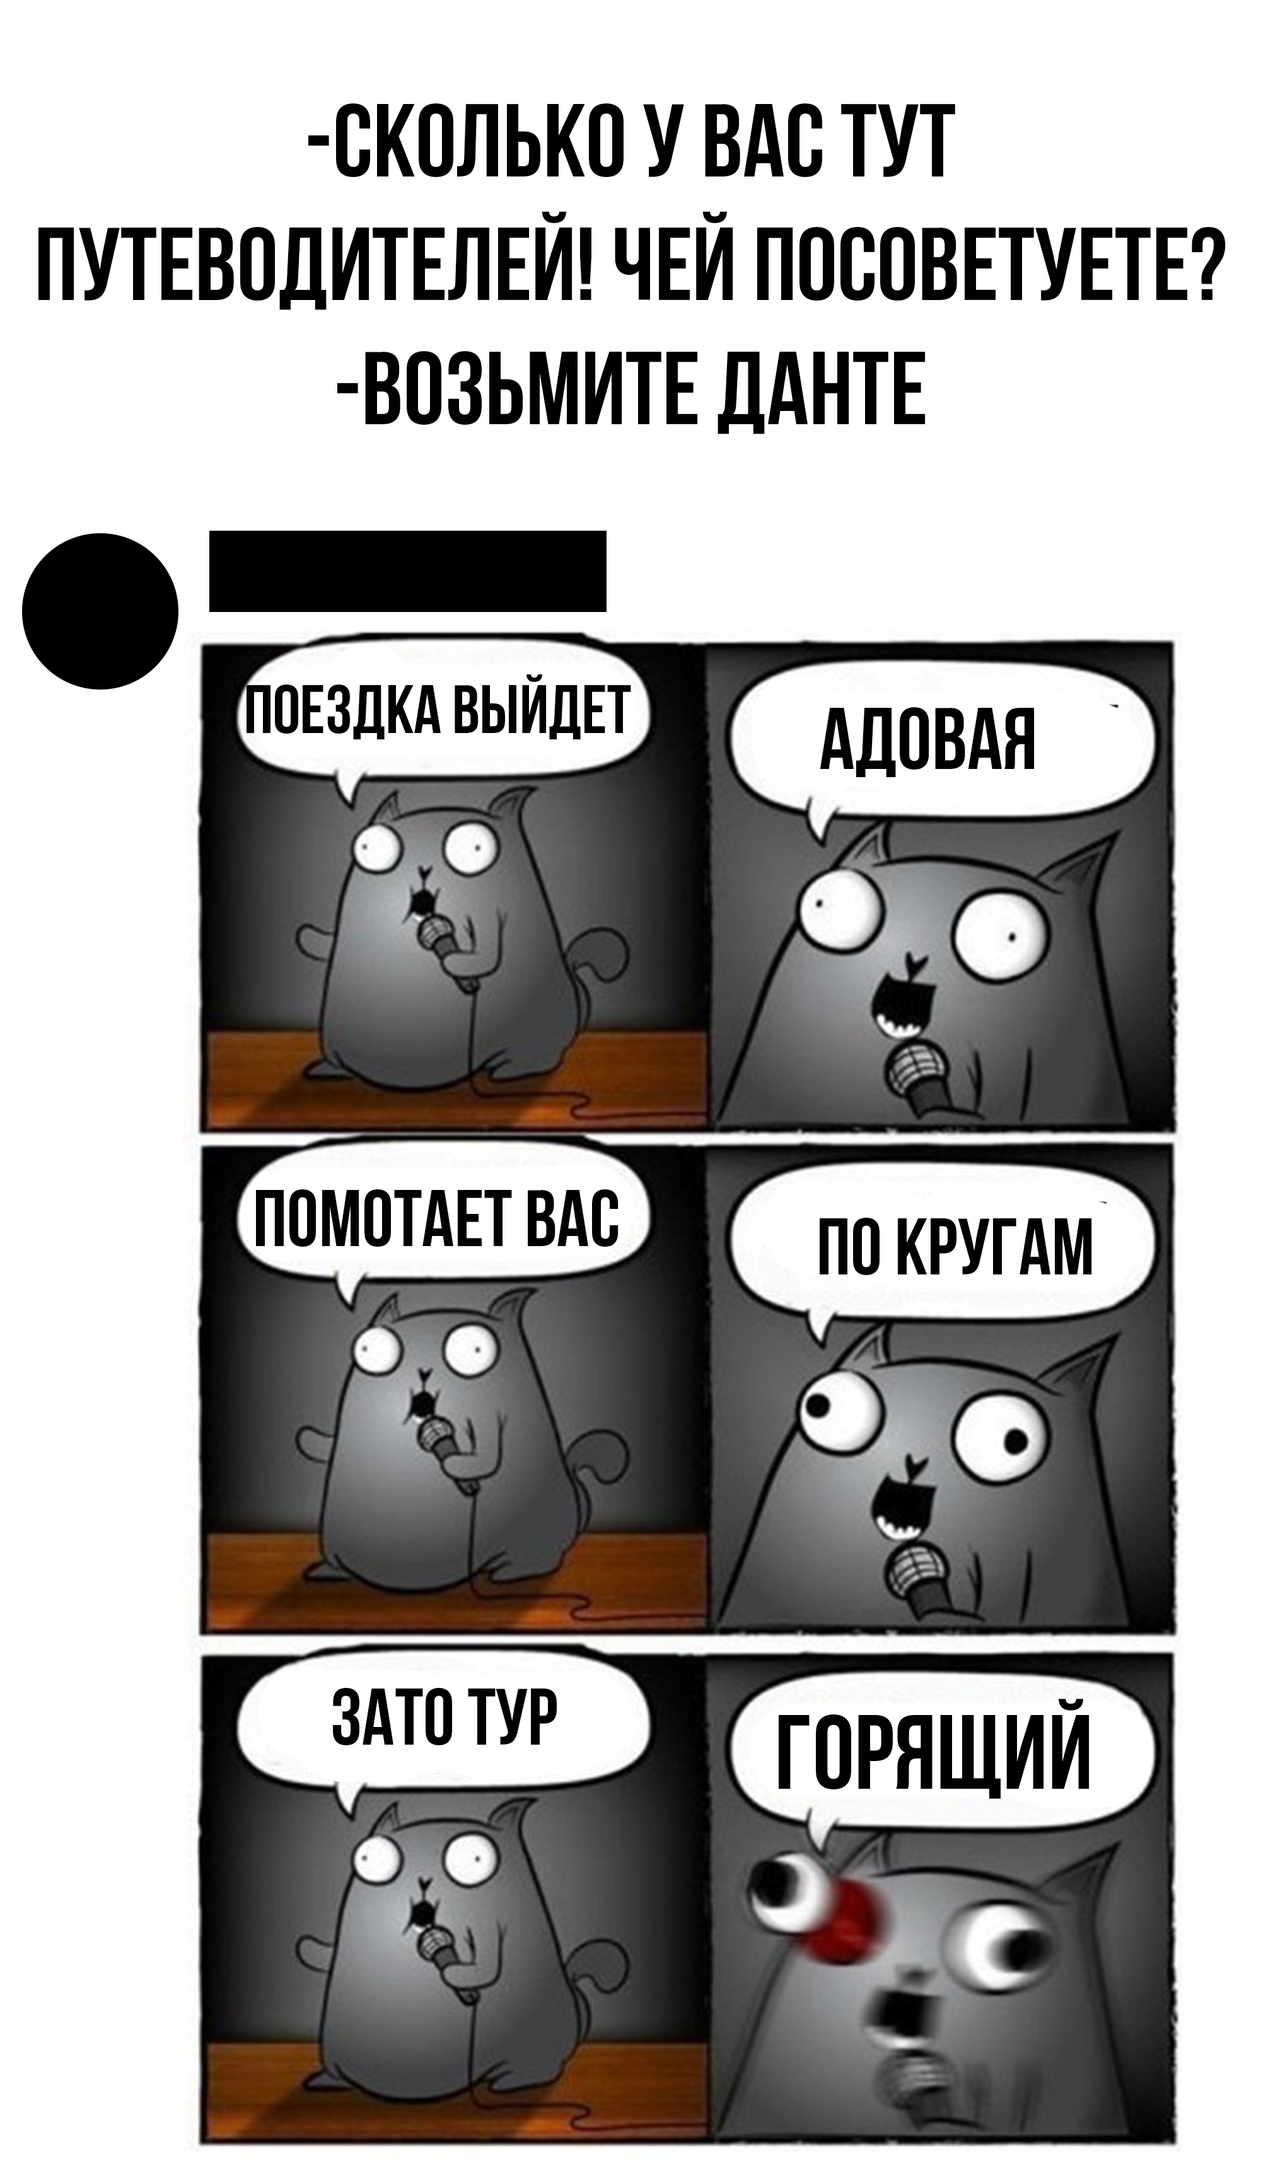 -СКОЛЬКО У ВАС ТУТ
ПУТЕВОДИТЕЛЕЙ! ЧЕЙ ПОСОВЕТУЕТЕ?
-ВОЗЬМИТЕ ДАНТЕ
ПОЕЗДКА ВЫЙДЕТ
АДОВАЯ
ПОМОТАЕТ ВАС
ПО КРУГАМ
ЗАТО ТУР
ГОРЯЩИЙ